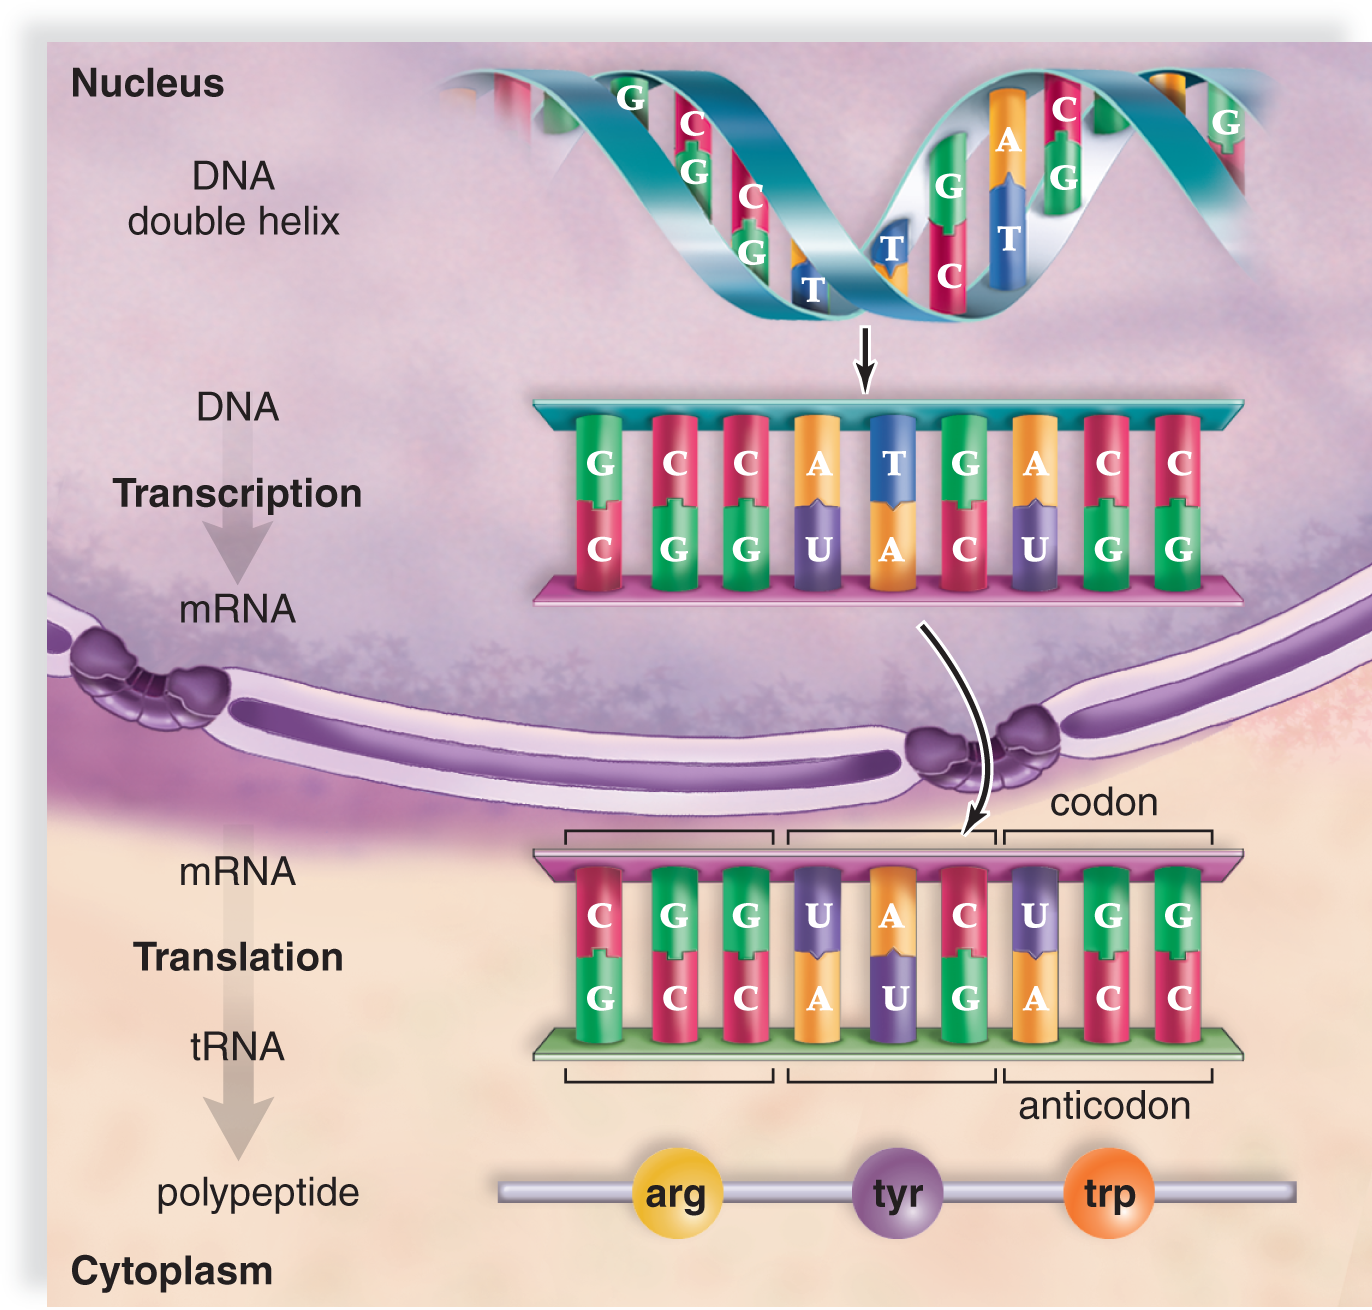 Nucleus
DNA
double helix
G C G C G T T G C A T C G G
DNA
G C C A T G A C C
Transcription
C G G U A C U G G
mRNA
codon
mRNA
C G G U A C U G G
Translation
G C C A U G A C C
tRNA
anticodon
polypeptide
arg tyr trp
Cytoplasm